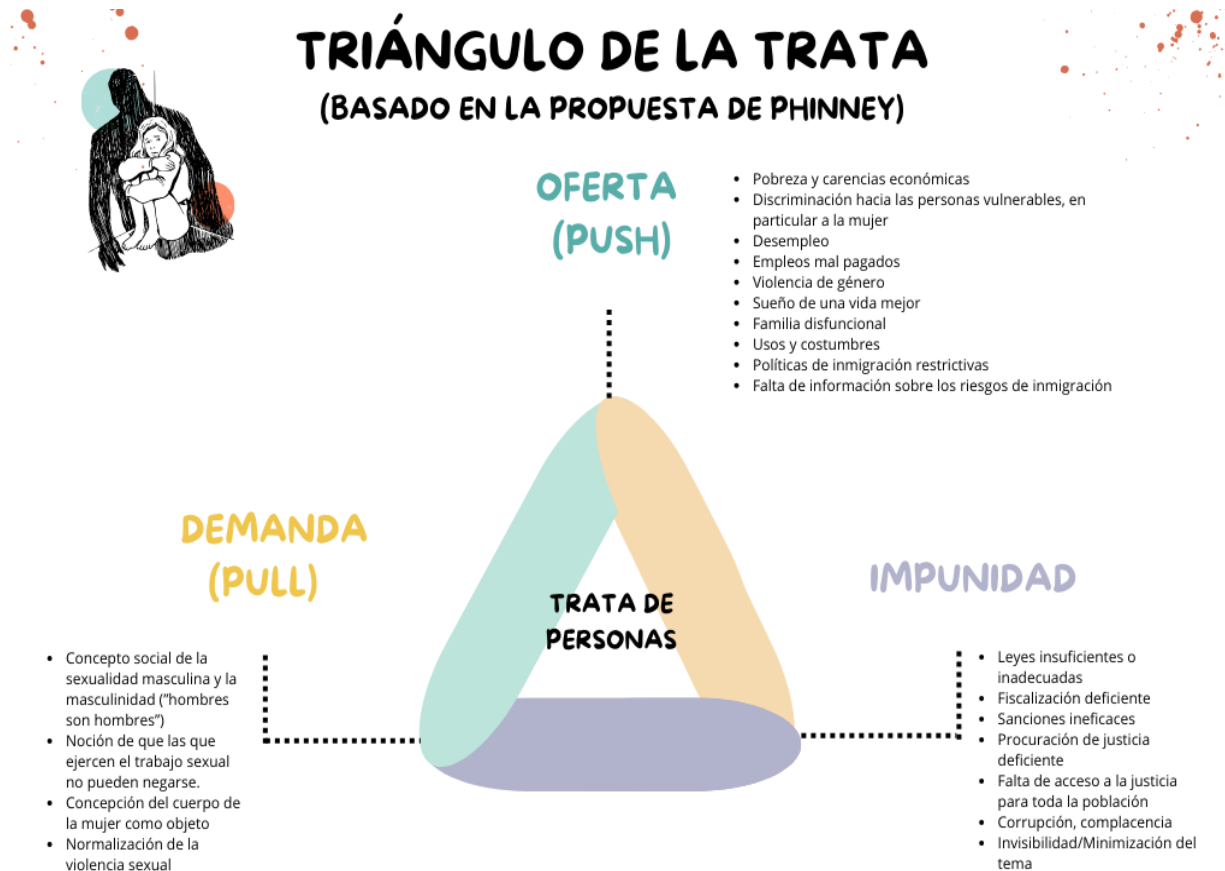 TRIÁNGULO DE LA TRATA
(BASADO EN LA PROPUESTA DE PHINNEY)
OFERTA
(PUSH)
• Pobreza y carencias económicas
• Discriminación hacia las personas vulnerables, en
particular a la mujer
• Desempleo
• Empleos mal pagados
• Violencia de género
• Sueño de una vida mejor
• Familia disfuncional
• Usos y costumbres
• Políticas de inmigración restrictivas
• Falta de información sobre los riesgos de inmigración
DEMANDA
(PULL)
• Concepto social de la
sexualidad masculina y la
masculinidad ("hombres
son hombres")
• Noción de que las que
ejercen el trabajo sexual
no pueden negarse.
• Concepción del cuerpo de
la mujer como objeto
• Normalización de la
violencia sexual
TRATA DE
PERSONAS
IMPUNIDAD
• Leyes insuficientes o
inadecuadas
• Fiscalización deficiente
• Sanciones ineficaces
• Procuración de justicia
deficiente
• Falta de acceso a la justicia
para toda la población
• Corrupción, complacencia
• Invisibilidad/Minimización del
tema